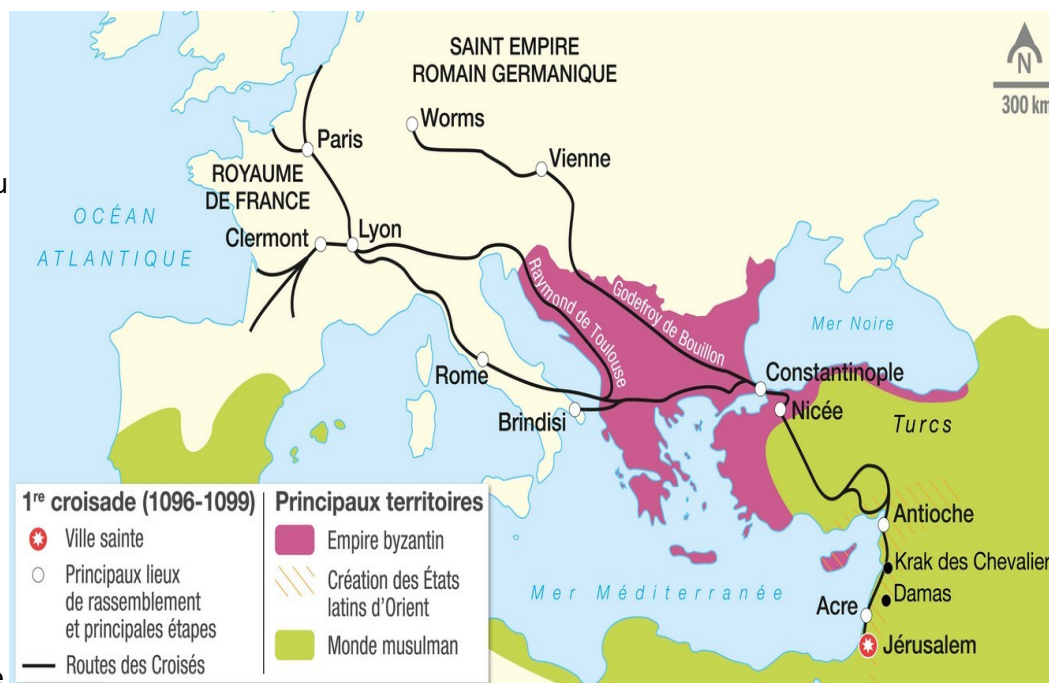 SAINT EMPIRE
ROMAIN GERMANIQUE
N
300 km
Worms
Paris
Vienne
u
ROYAUME
DE FRANCE
OCÉAN
ATLANTIQUE
Clermont
Lyon
Raymond de Toulouse
Godefroy de Bouillon
Mer Noire
Rome
Constantinople
Brindisi
Nicée
Turcs
1re croisade (1096-1099)
Ville sainte
Principaux lieux
de rassemblement
et principales étapes
Routes des Croisés
Principaux territoires
Empire byzantin
Création des États
latins d'Orient
Monde musulman
Antioche
Krak des Chevalier
Mer Méditerranée
Damas
Acre
Jérusalem
e